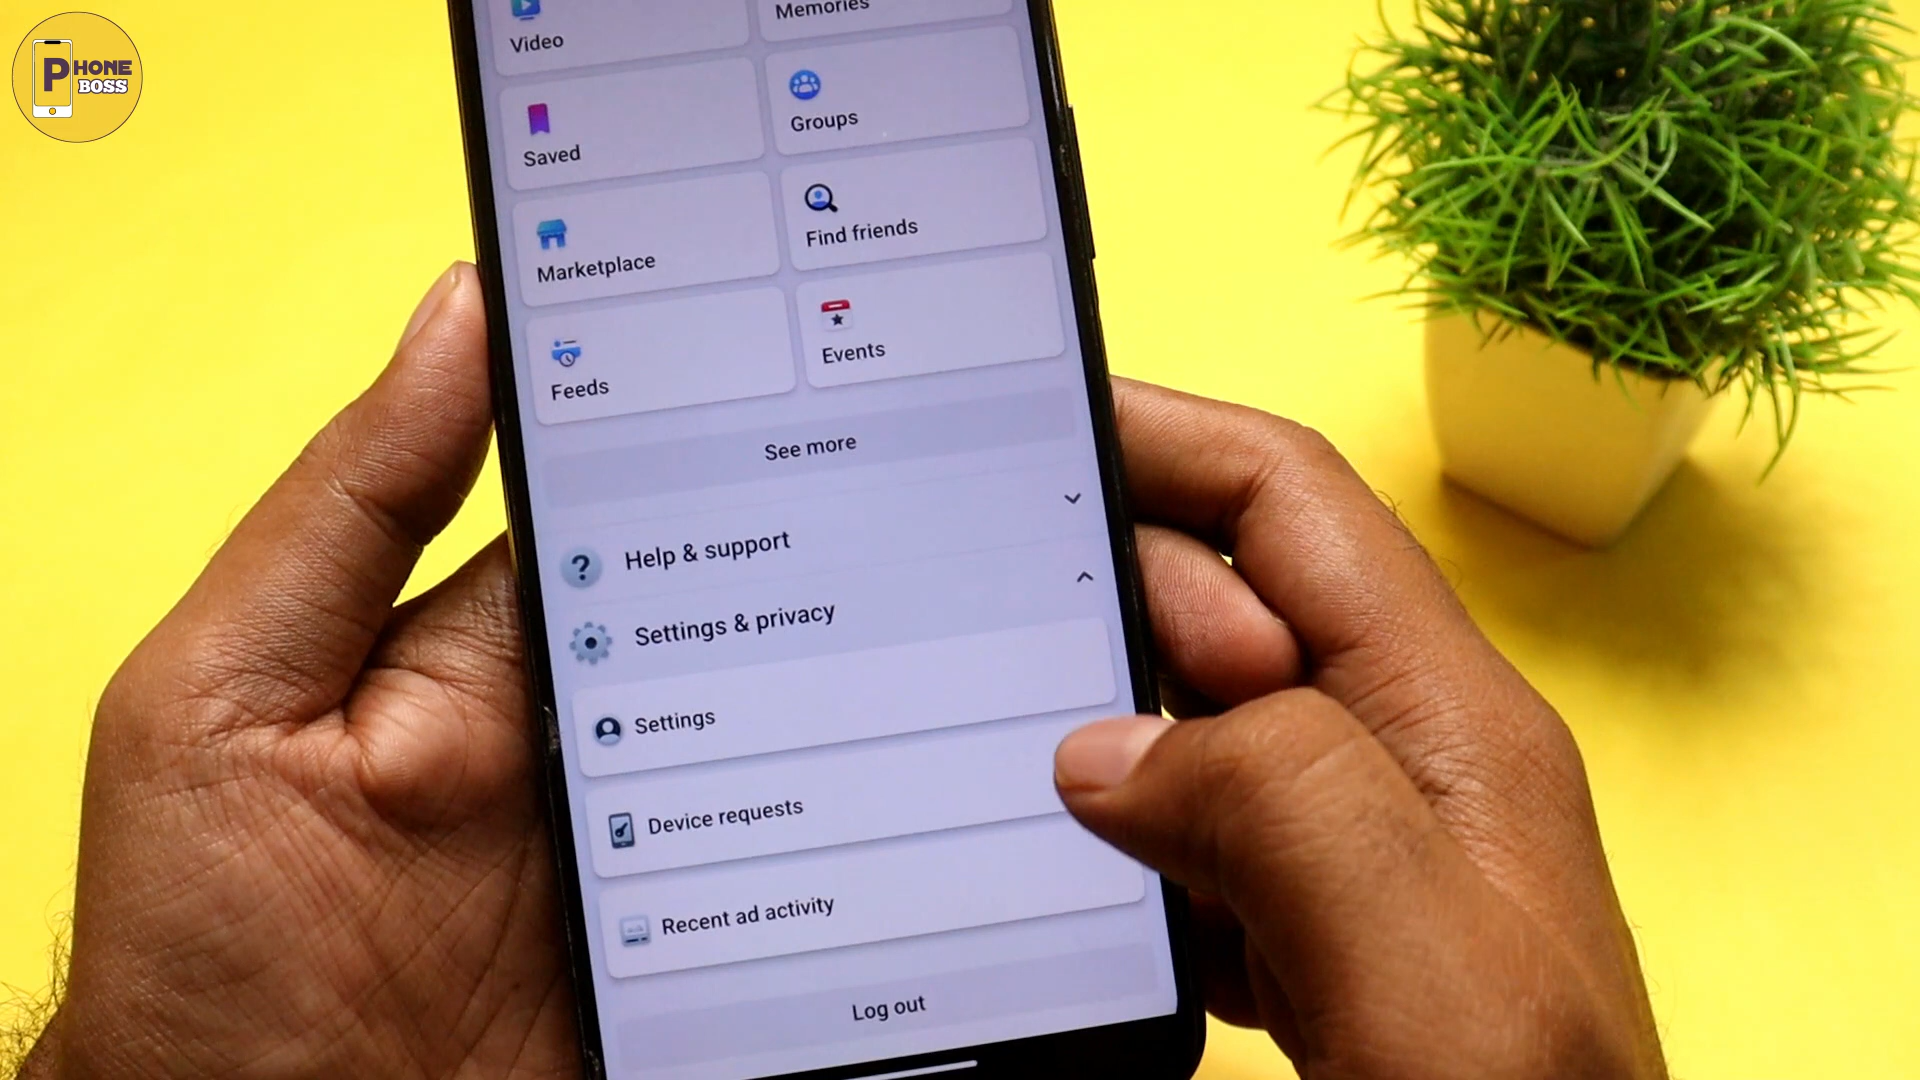 PHONE
BOSS
Video
Memories
Saved
Groups
Marketplace
Find friends
Feeds
Events
See more
Help & support
Settings & privacy
Settings
Device requests
Recent ad activity
Log out